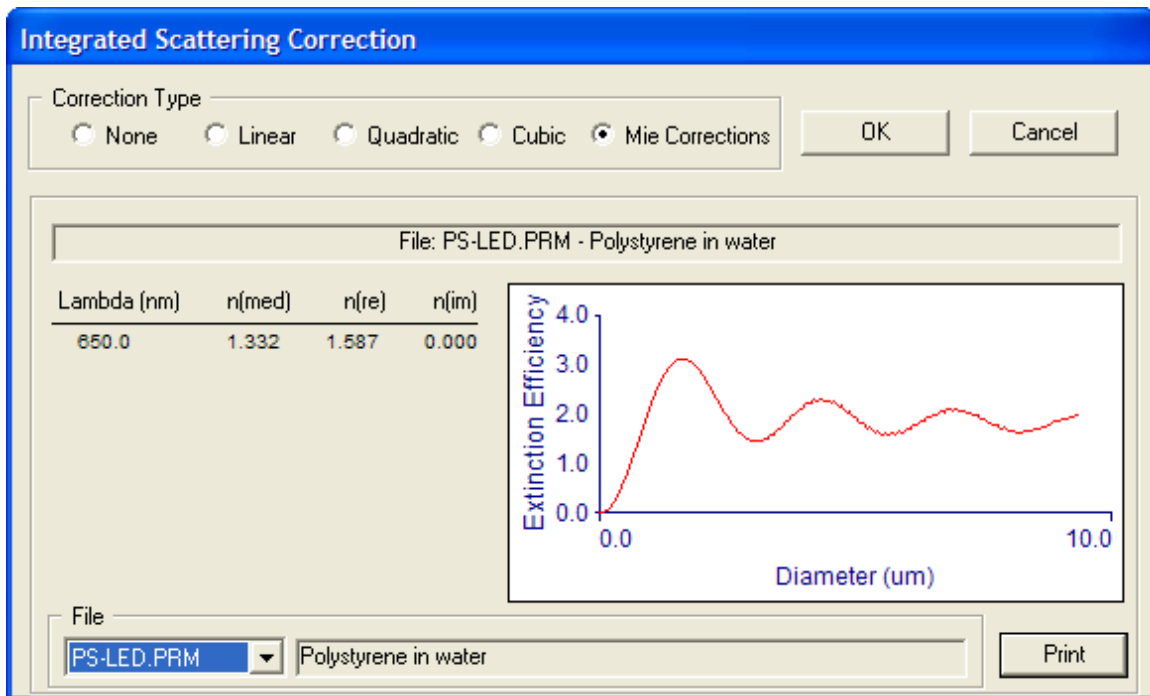 Integrated Scattering Correction
Correction Type
None Linear Quadratic Cubic Mie Corrections
OK Cancel
File: PS-LED.PRM - Polystyrene in water
Lambda (nm) n(med) n(re) n(im)
650.0 1.332 1.587 0.000
Extinction Efficiency
4.0
3.0
2.0
1.0
0.0
0.0 10.0
Diameter (um)
File
PS-LED.PRM Polystyrene in water
Print